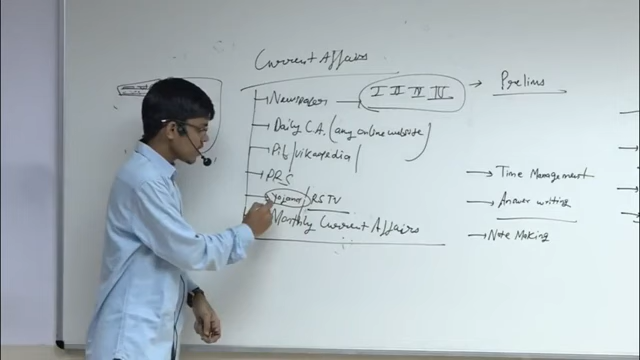 Current Affairs
→ Newspaper — I II III IV → Prelims
→ Daily C.A. (any online website)
→ Pib/vikaspedia
→ PRS
→ Yojana/RSTV
Monthly Current Affairs
→ Time Management
→ Answer writing
→ Note Making